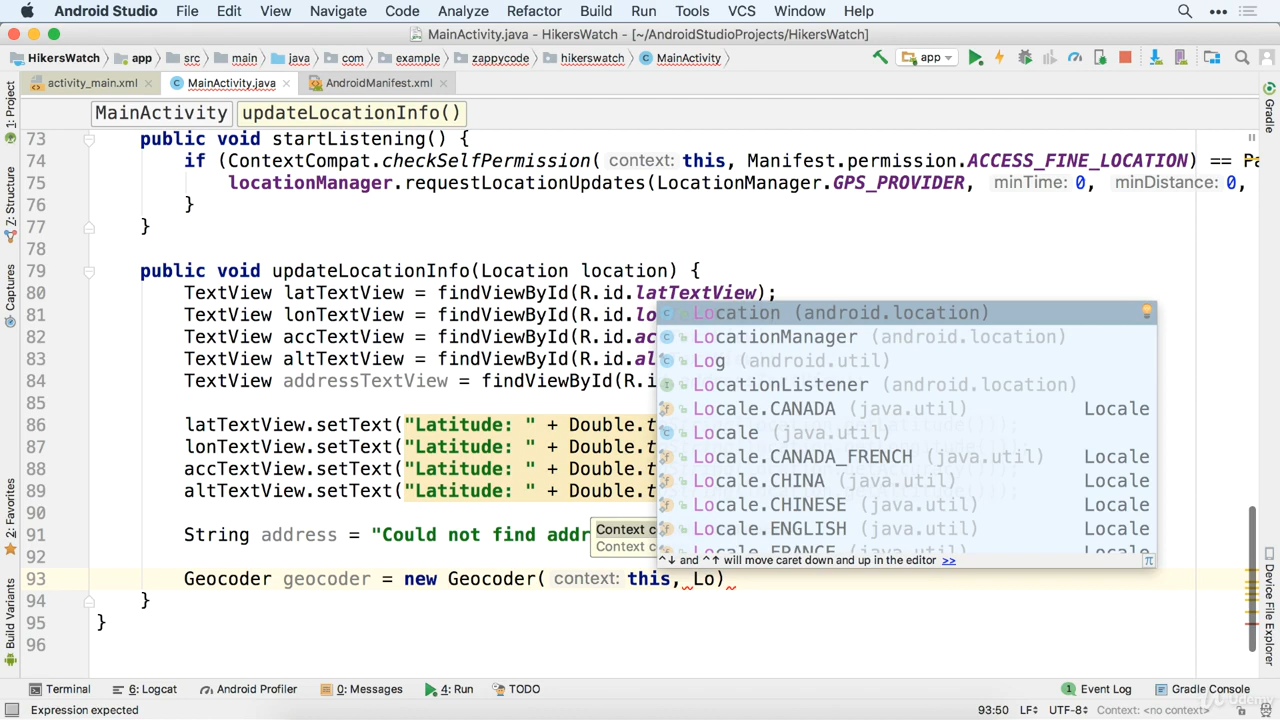 Android Studio File Edit View Navigate Code Analyze Refactor Build Run Tools VCS Window Help
MainActivity.java - HikersWatch - [~/AndroidStudioProjects/HikersWatch]
HikersWatch app src main java com example zappycode hikerswatch MainActivity app
activity_main.xml MainActivity.java AndroidManifest.xml
MainActivity updateLocationInfo()
1: Project
Z: Structure
Captures
2: Favorites
Build Variants
Gradle
Device File Explorer
73 public void startListening() {
74 if (ContextCompat.checkSelfPermission( context: this, Manifest.permission.ACCESS_FINE_LOCATION) ==
75 locationManager.requestLocationUpdates(LocationManager.GPS_PROVIDER, minTime: 0, minDistance: 0,
76 }
77 }
78
79 public void updateLocationInfo(Location location) {
80 TextView latTextView = findViewById(R.id.latTextView);
81 TextView lonTextView = findViewById(R.id.lo
82 TextView accTextView = findViewById(R.id.ac
83 TextView altTextView = findViewById(R.id.al
84 TextView addressTextView = findViewById(R.i
85
86 latTextView.setText("Latitude: " + Double.t
87 lonTextView.setText("Latitude: " + Double.t
88 accTextView.setText("Latitude: " + Double.t
89 altTextView.setText("Latitude: " + Double.t
90
91 String address = "Could not find addr
92
93 Geocoder geocoder = new Geocoder( context: this, Lo)
94 }
95 }
96
Location (android.location)
LocationManager (android.location)
Log (android.util)
LocationListener (android.location)
Locale.CANADA (java.util) Locale
Locale (java.util)
Locale.CANADA_FRENCH (java.util) Locale
Locale.CHINA (java.util) Locale
Locale.CHINESE (java.util) Locale
Locale.ENGLISH (java.util) Locale
Locale.FRANCE (java.util) Locale
^↓ and ^↑ will move caret down and up in the editor >> π
Context c
Context c
Terminal 6: Logcat Android Profiler 0: Messages 4: Run TODO 1 Event Log Gradle Console
Expression expected 93:50 LF÷ UTF-8÷ Context: <no context>
Udemy